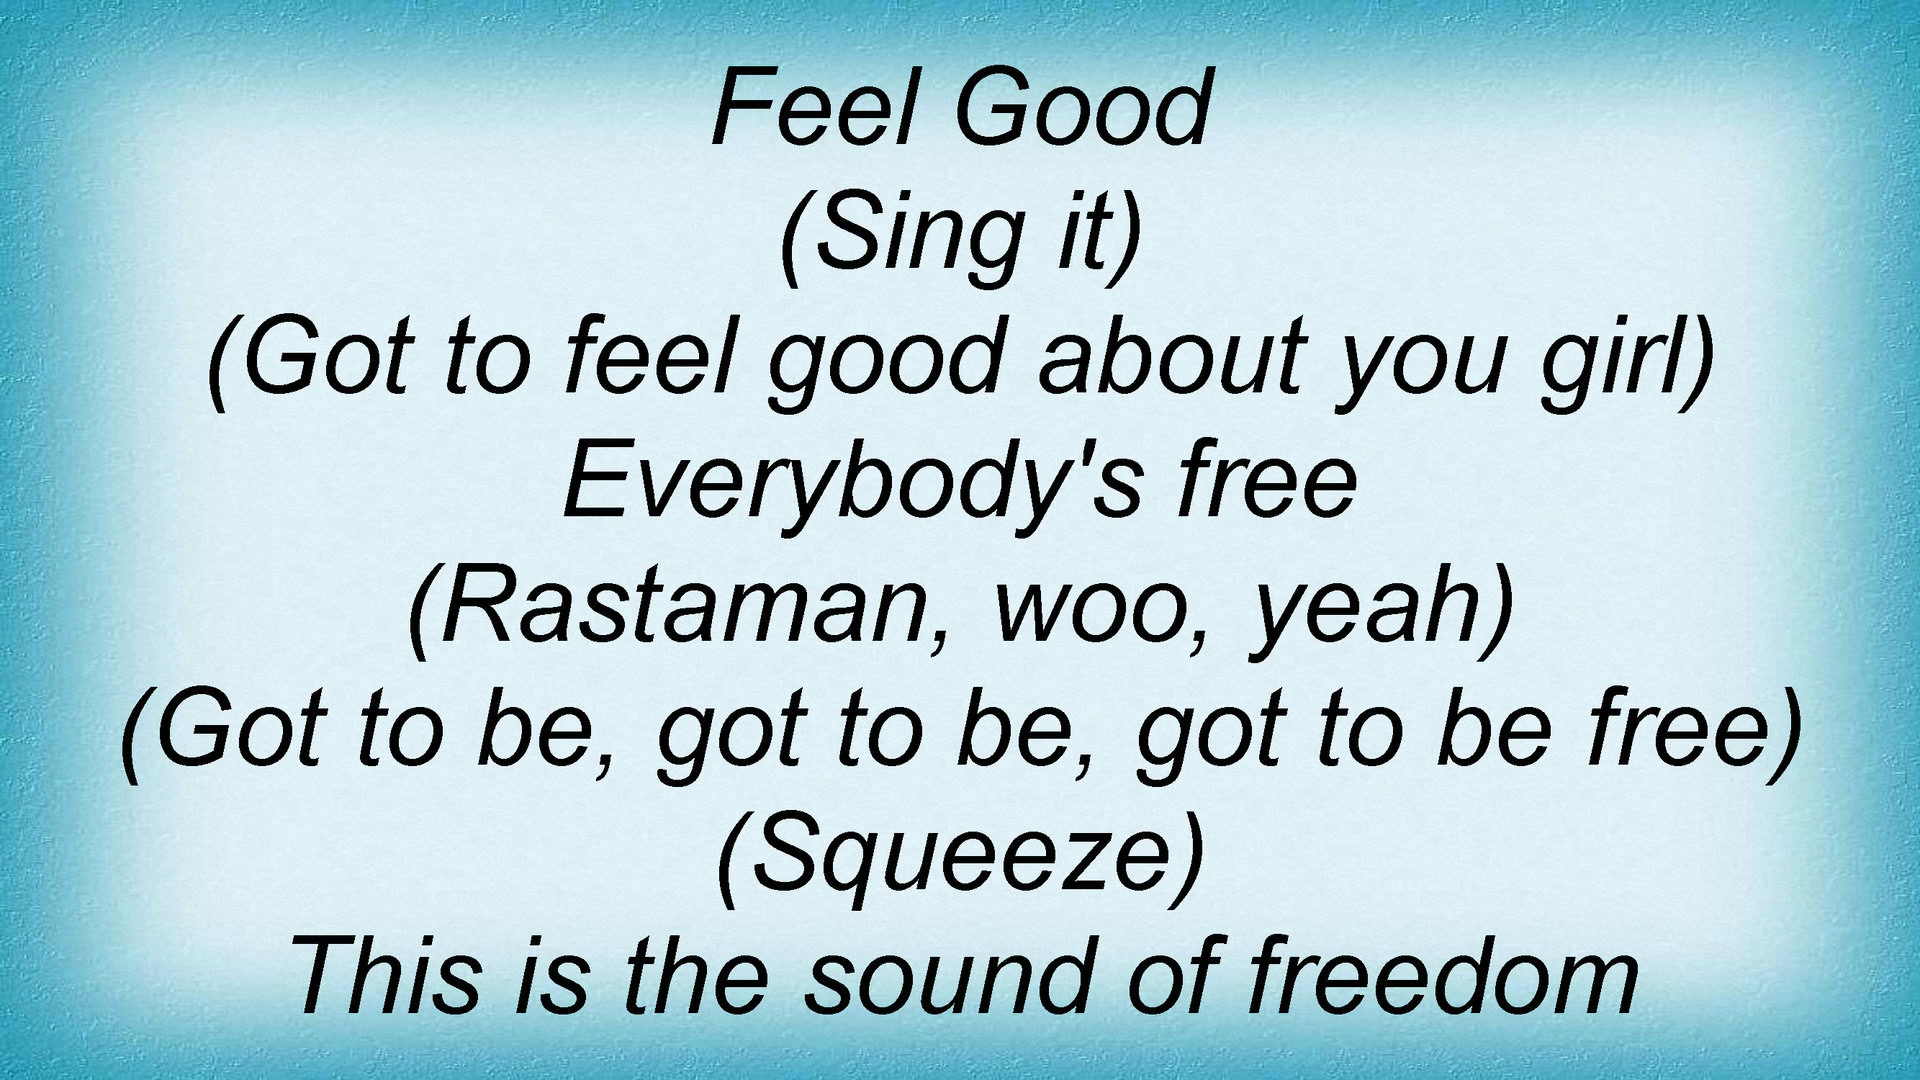 Feel Good
(Sing it)
(Got to feel good about you girl)
Everybody's free
(Rastaman, woo, yeah)
(Got to be, got to be, got to be free)
(Squeeze)
This is the sound of freedom